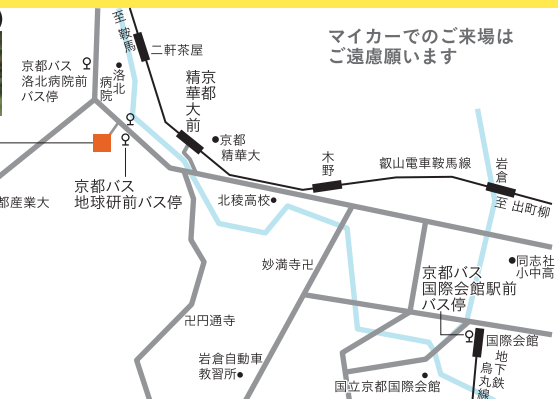 マイカーでのご来場は
ご遠慮願います
至 鞍馬
二軒茶屋
京都バス
洛北病院前
バス停
洛北
病院
京都
精華大前
京都
精華大
木野
叡山電車鞍馬線
岩倉
至 出町柳
京都バス
地球研前バス停
都産業大
北稜高校
同志社
小中高
妙満寺卍
京都バス
国際会館駅前
バス停
卍円通寺
国際会館
地下鉄
烏丸線
岩倉自動車
教習所
国立京都国際会館